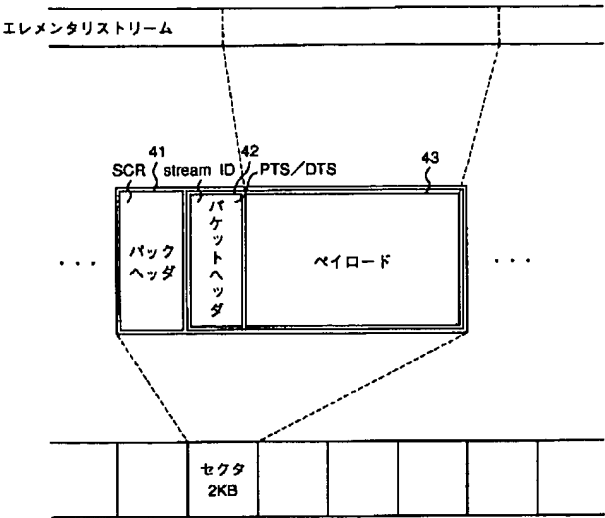 エレメンタリストリーム
41
42
43
SCR stream ID PTS/DTS
パック
ヘッダ
パケットヘッダ
ペイロード
・・・
・・・
セクタ
2KB